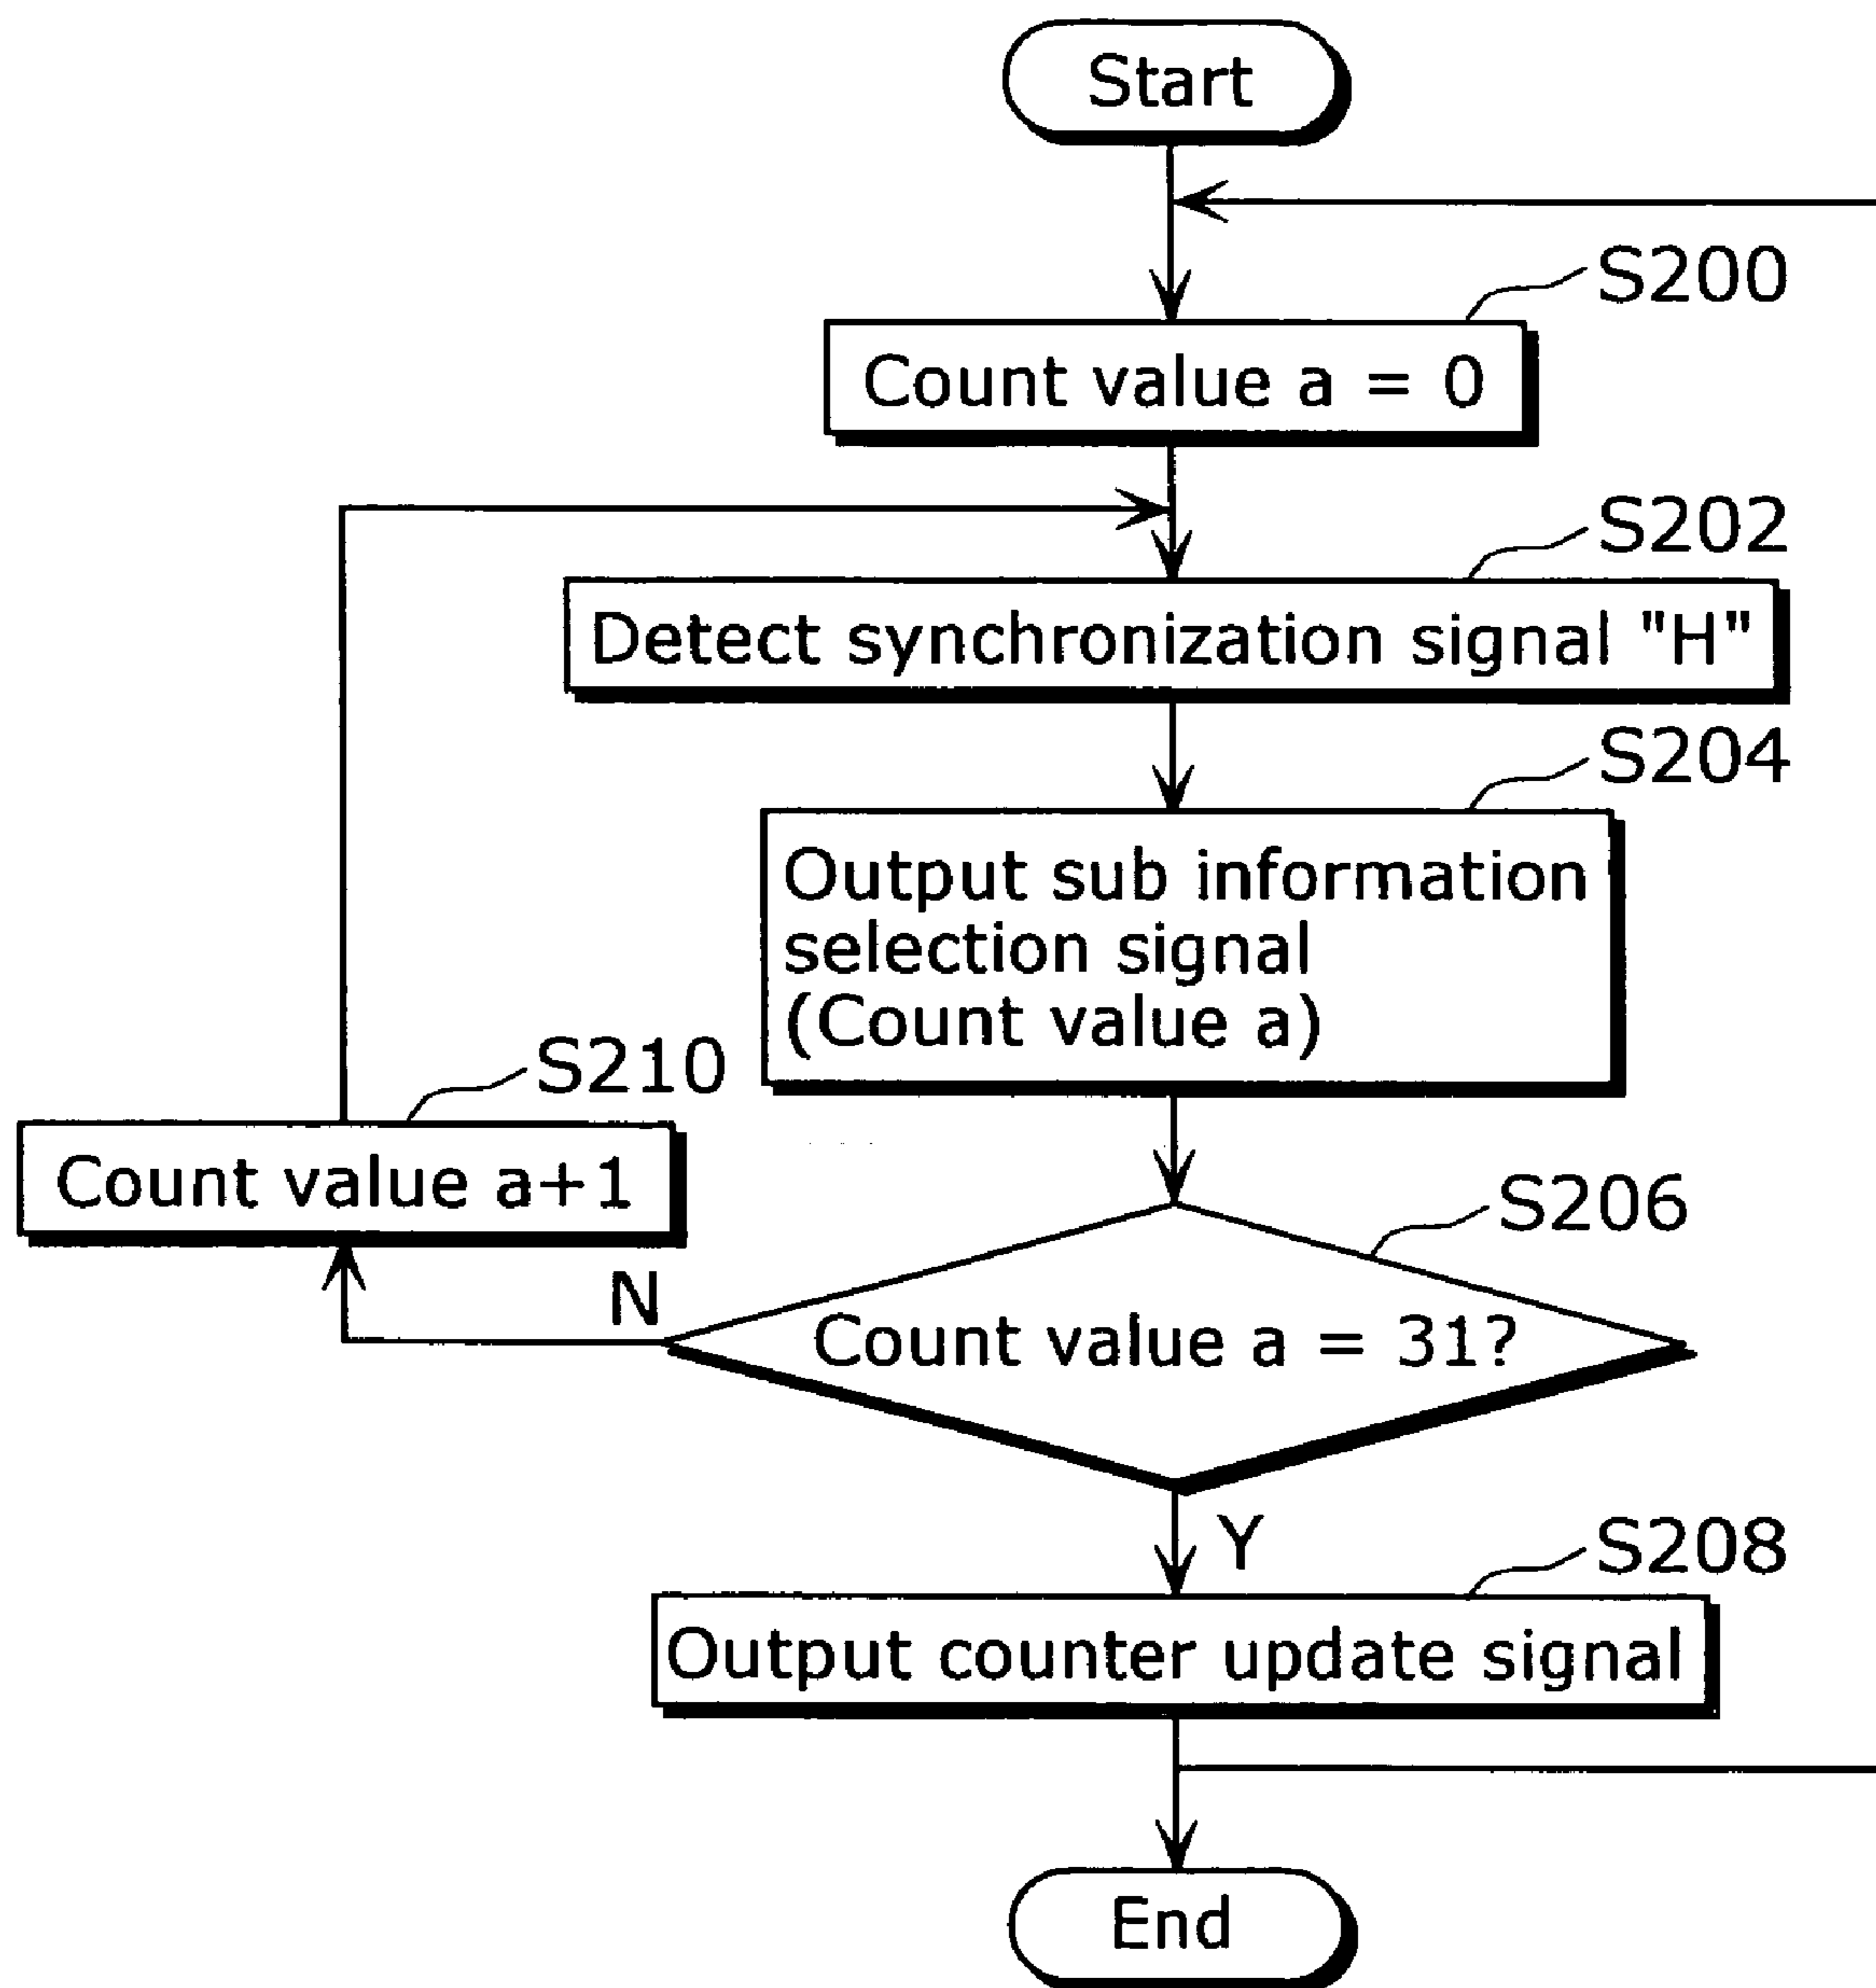 Start
S200
Count value a = 0
S202
Detect synchronization signal "H"
S204
Output sub information
selection signal
(Count value a)
S210
Count value a+1
S206
N
Count value a = 31?
Y
S208
Output counter update signal
End